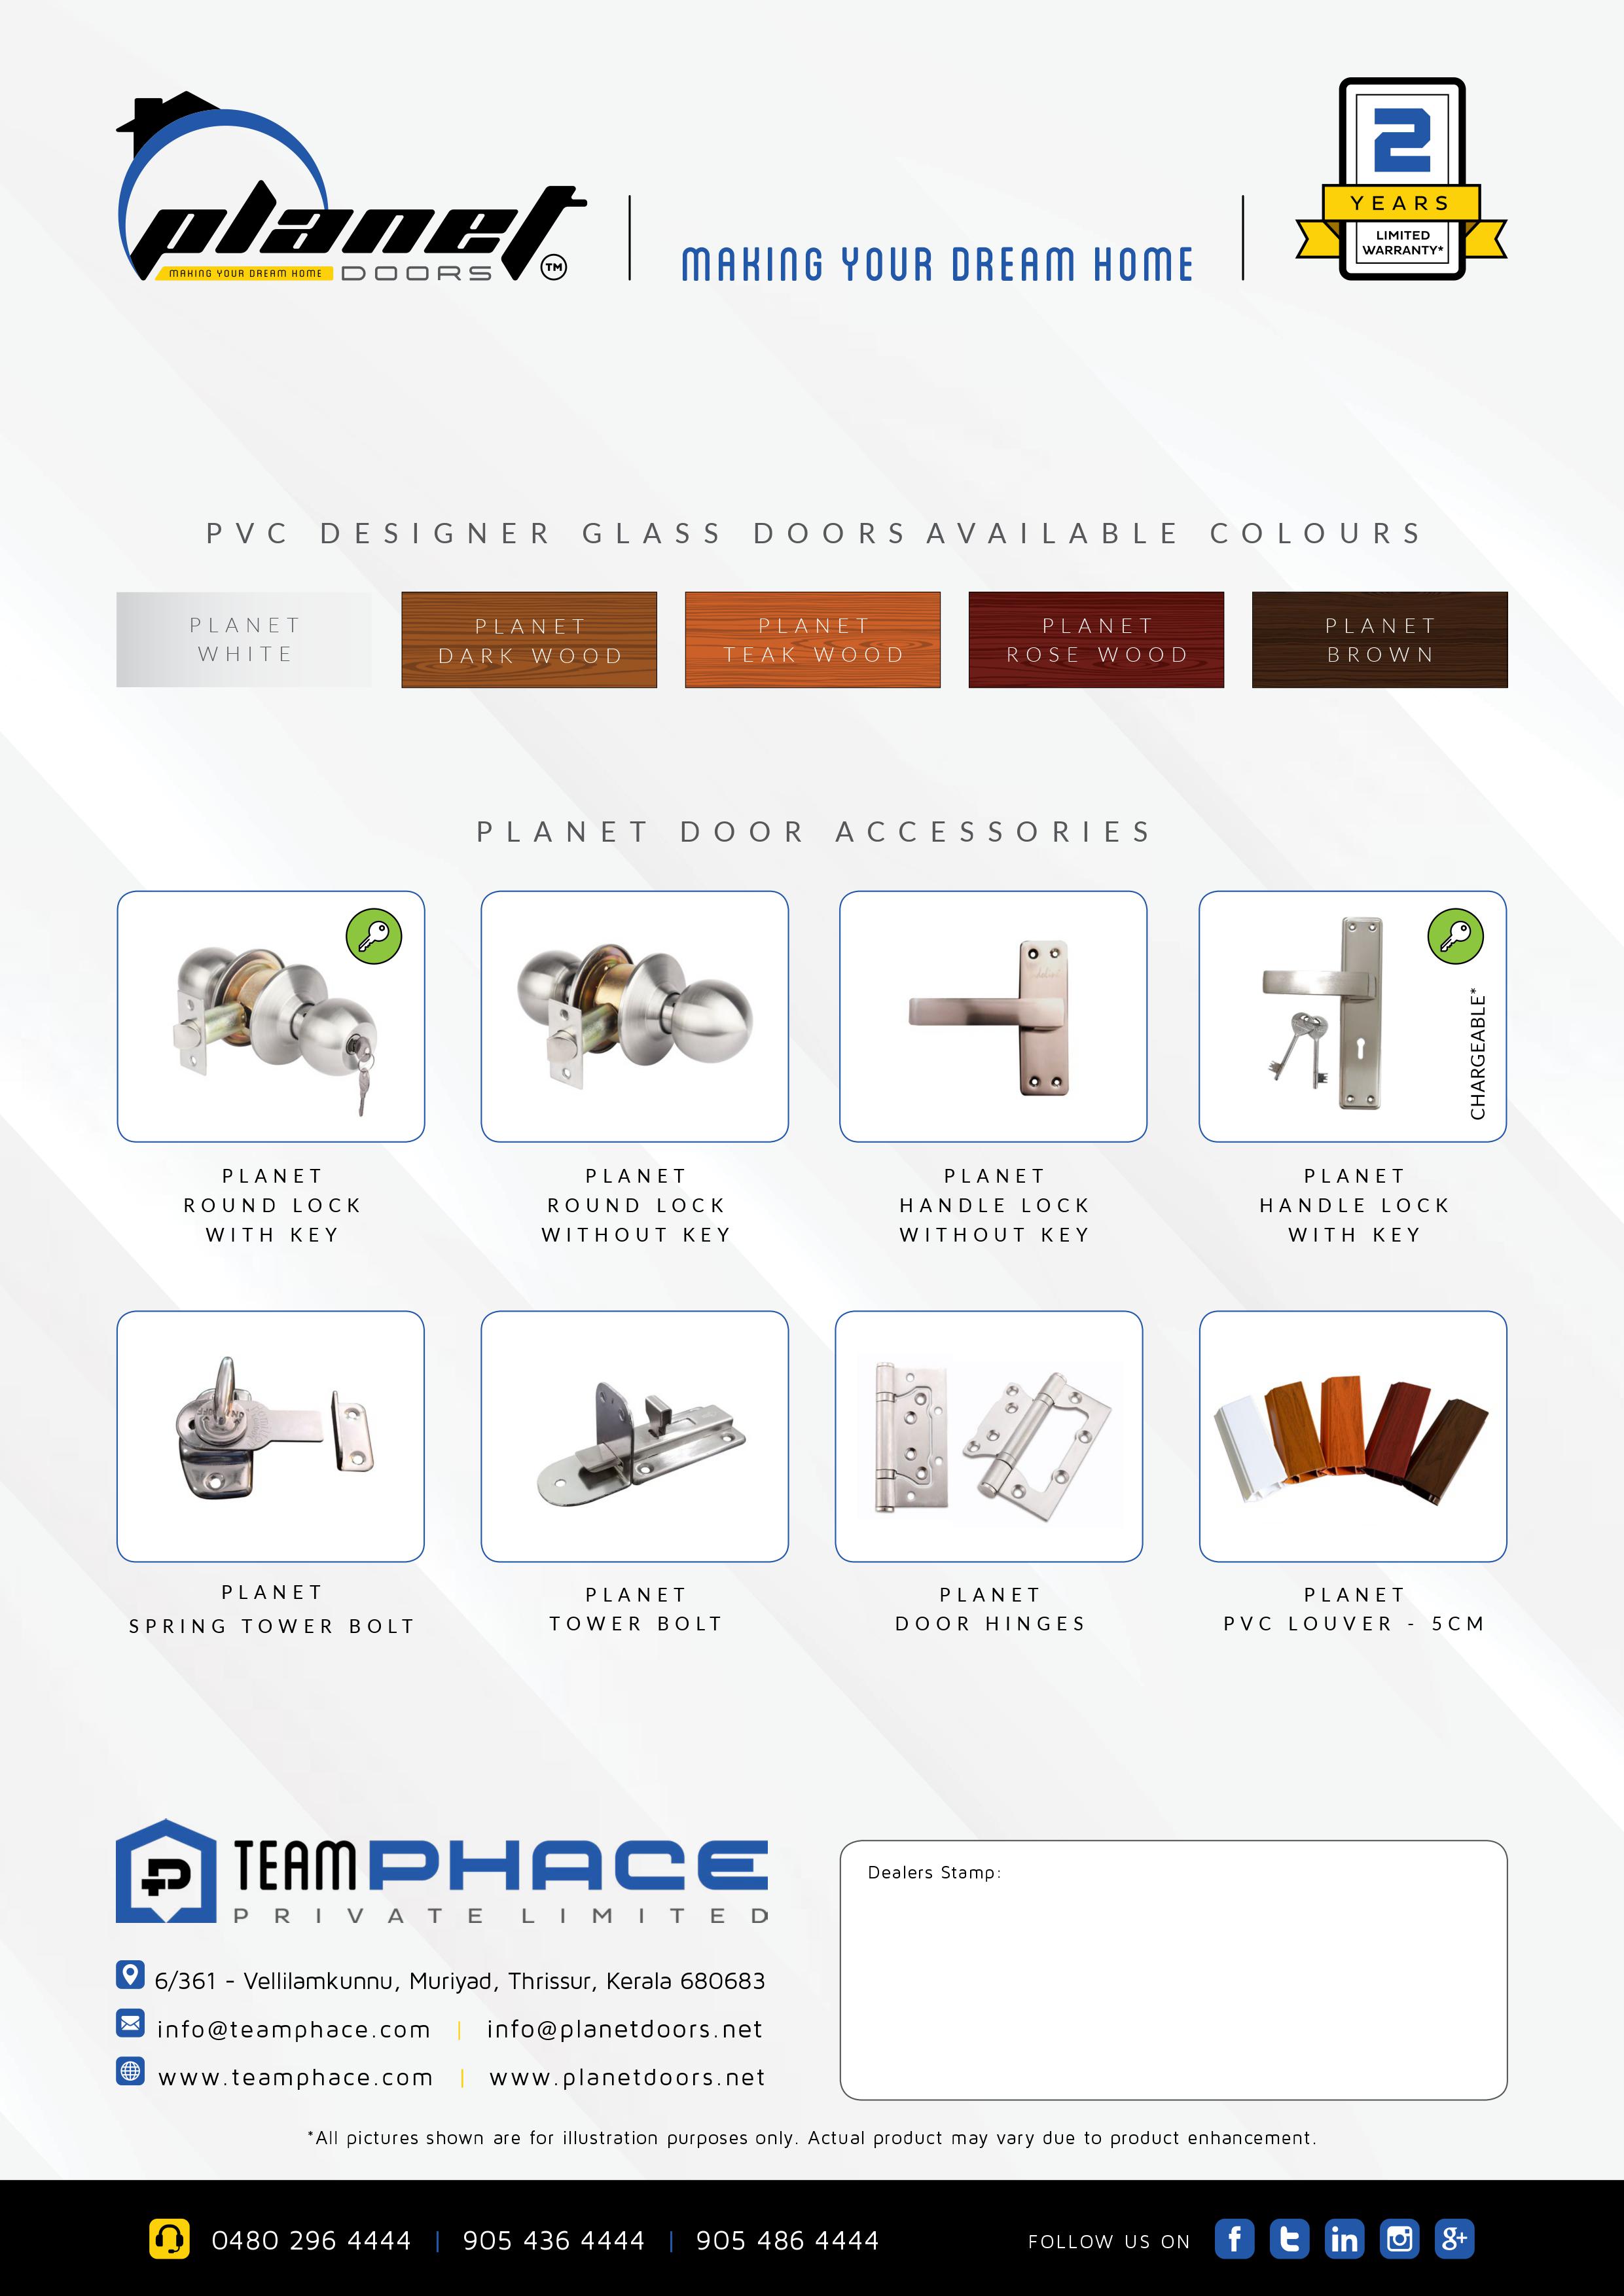 planet
MAKING YOUR DREAM HOME DOORS TM
MAKING YOUR DREAM HOME
2
YEARS
LIMITED
WARRANTY*
PVC DESIGNER GLASS DOORS AVAILABLE COLOURS
PLANET
WHITE
PLANET
DARK WOOD
PLANET
TEAK WOOD
PLANET
ROSE WOOD
PLANET
BROWN
PLANET DOOR ACCESSORIES
CHARGEABLE*
PLANET
ROUND LOCK
WITH KEY
PLANET
ROUND LOCK
WITHOUT KEY
PLANET
HANDLE LOCK
WITHOUT KEY
PLANET
HANDLE LOCK
WITH KEY
PLANET
SPRING TOWER BOLT
PLANET
TOWER BOLT
PLANET
DOOR HINGES
PLANET
PVC LOUVER - 5CM
TEAM PHACE
PRIVATE LIMITED
Dealers Stamp:
6/361 - Vellilamkunnu, Muriyad, Thrissur, Kerala 680683
info@teamphace.com | info@planetdoors.net
www.teamphace.com | www.planetdoors.net
*All pictures shown are for illustration purposes only. Actual product may vary due to product enhancement.
0480 296 4444 | 905 436 4444 | 905 486 4444
FOLLOW US ON